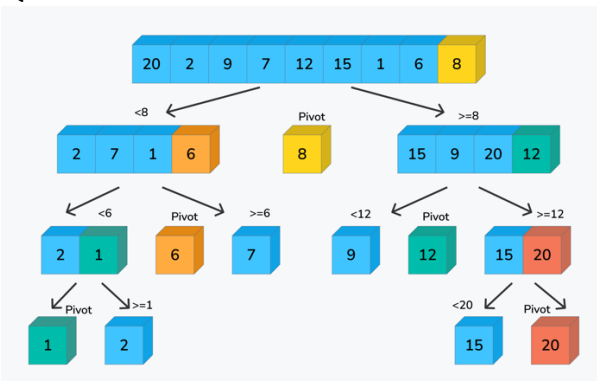 20 2 9 7 12 15 1 6 8
<8 Pivot >=8
2 7 1 6 8 15 9 20 12
<6 Pivot >=6 <12 Pivot >=12
2 1 6 7 9 12 15 20
Pivot >=1 <20 Pivot
1 2 15 20